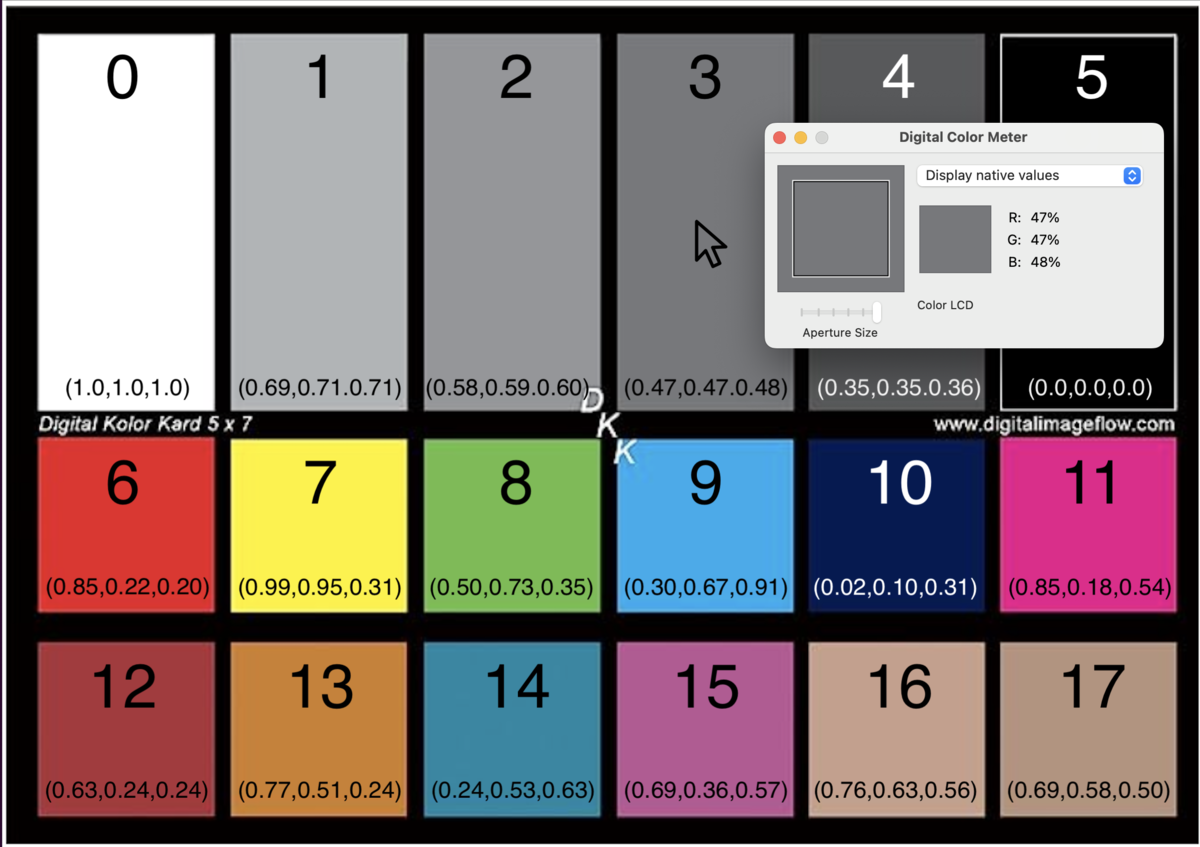 0 1 2 3 4 5
Digital Color Meter
Display native values
R: 47%
G: 47%
B: 48%
Color LCD
Aperture Size
(1.0,1.0,1.0) (0.69,0.71.0.71) (0.58,0.59.0.60) (0.47,0.47.0.48) (0.35,0.35.0.36) (0.0,0.0,0.0)
D
K
K
Digital Kolor Kard 5 x 7
www.digitalimageflow.com
6 7 8 9 10 11
(0.85,0.22,0.20) (0.99,0.95,0.31) (0.50,0.73,0.35) (0.30,0.67,0.91) (0.02,0.10,0.31) (0.85,0.18,0.54)
12 13 14 15 16 17
(0.63,0.24,0.24) (0.77,0.51,0.24) (0.24,0.53,0.63) (0.69,0.36,0.57) (0.76,0.63,0.56) (0.69,0.58,0.50)